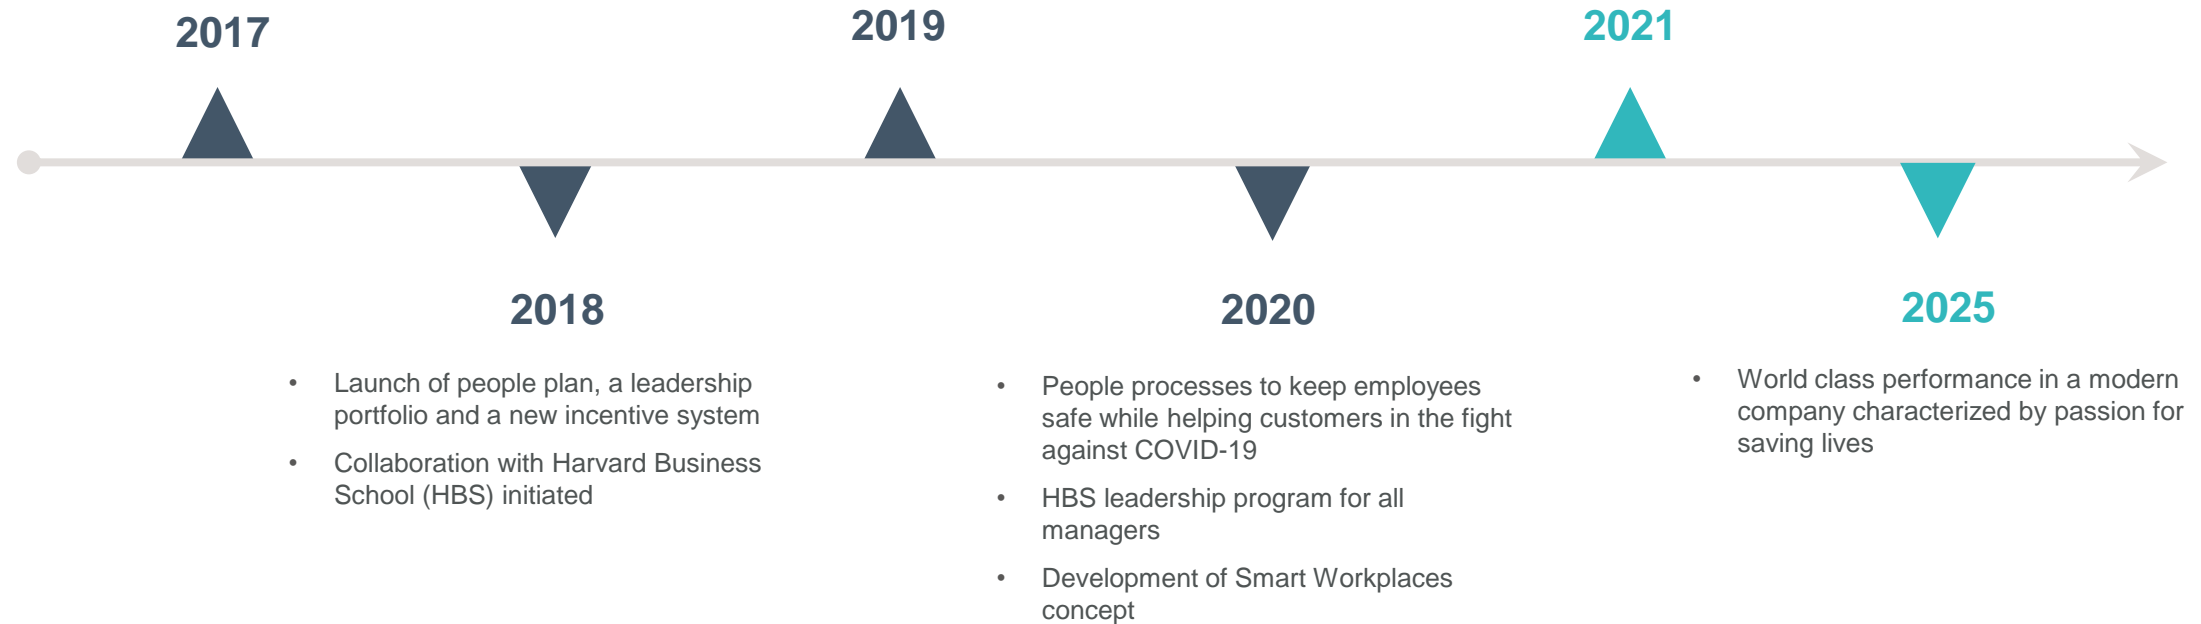 2017
2019
2021
2018
• Launch of people plan, a leadership
portfolio and a new incentive system
• Collaboration with Harvard Business
School (HBS) initiated
2020
• People processes to keep employees
safe while helping customers in the fight
against COVID-19
• HBS leadership program for all
managers
• Development of Smart Workplaces
concept
2025
• World class performance in a modern
company characterized by passion for
saving lives